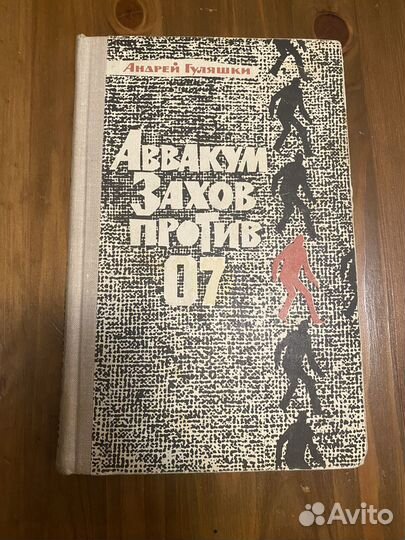 Андрей Гуляшки
Аввакум
Захов
против
07
Avito